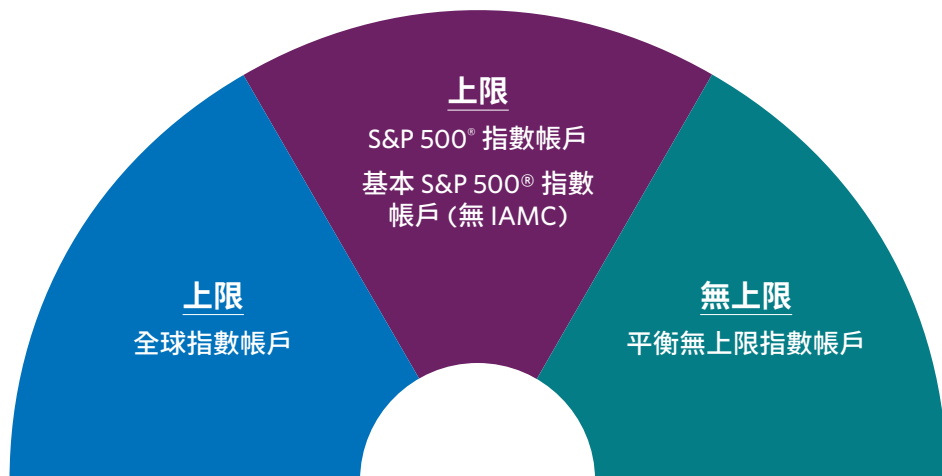 上限
S&P 500® 指數帳戶
基本 S&P 500® 指數
帳戶 (無 IAMC)
上限
全球指數帳戶
無上限
平衡無上限指數帳戶